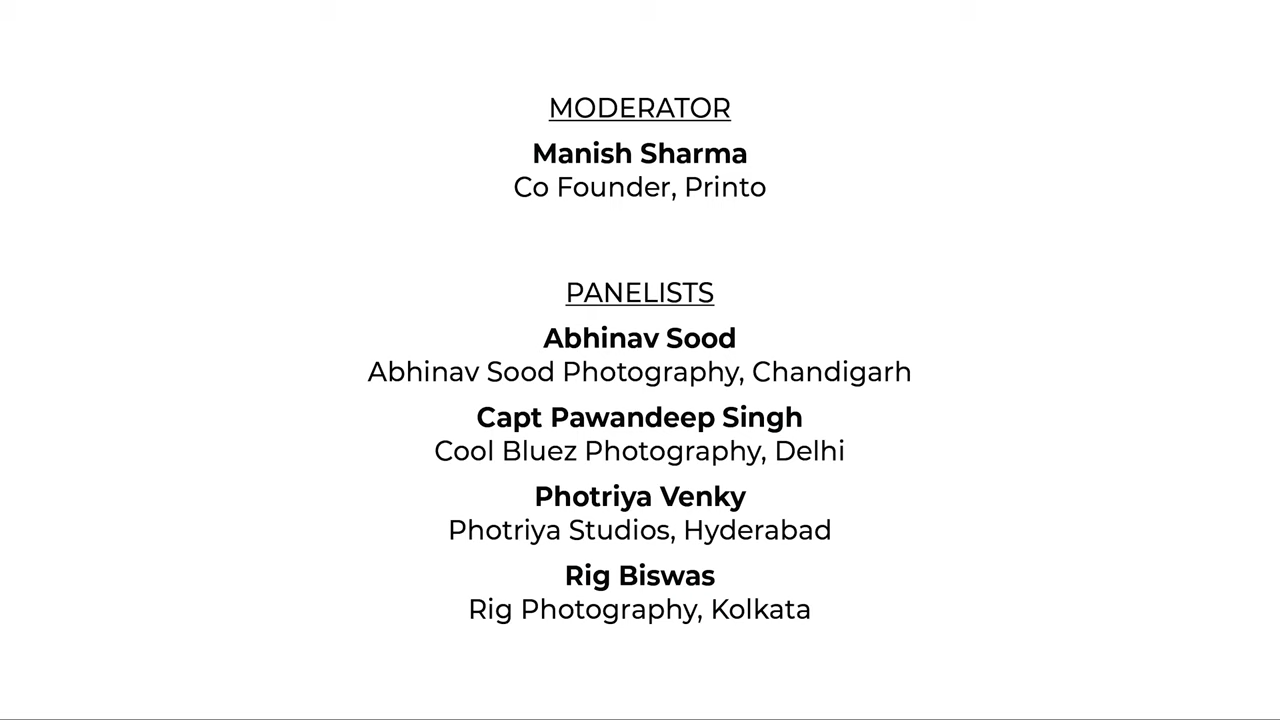 MODERATOR
Manish Sharma
Co Founder, Printo
PANELISTS
Abhinav Sood
Abhinav Sood Photography, Chandigarh
Capt Pawandeep Singh
Cool Bluez Photography, Delhi
Photriya Venky
Photriya Studios, Hyderabad
Rig Biswas
Rig Photography, Kolkata